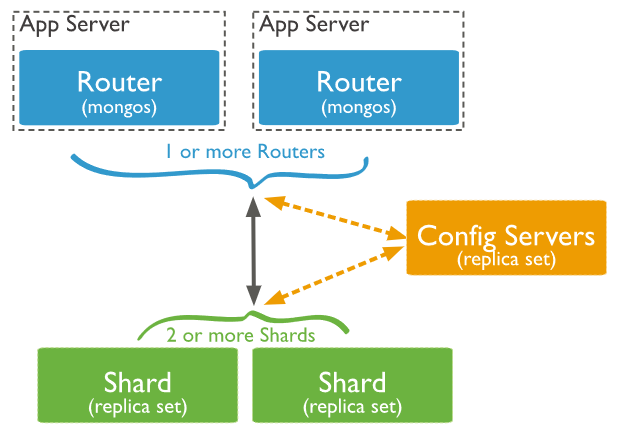 App Server
App Server
Router
(mongos)
Router
(mongos)
1 or more Routers
Config Servers
(replica set)
2 or more Shards
Shard
(replica set)
Shard
(replica set)